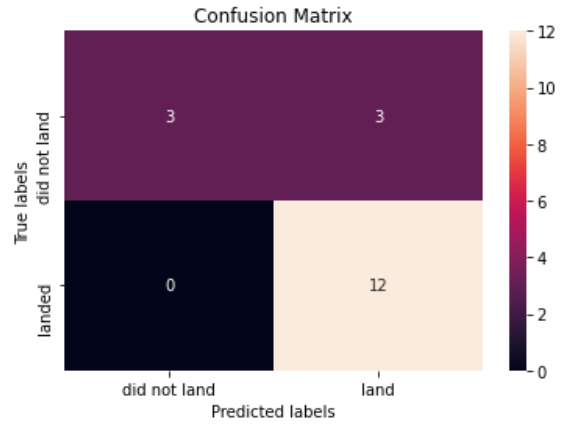 Confusion Matrix
True labels
did not land
landed
3
3
0
12
did not land
land
Predicted labels
12
10
8
6
4
2
0